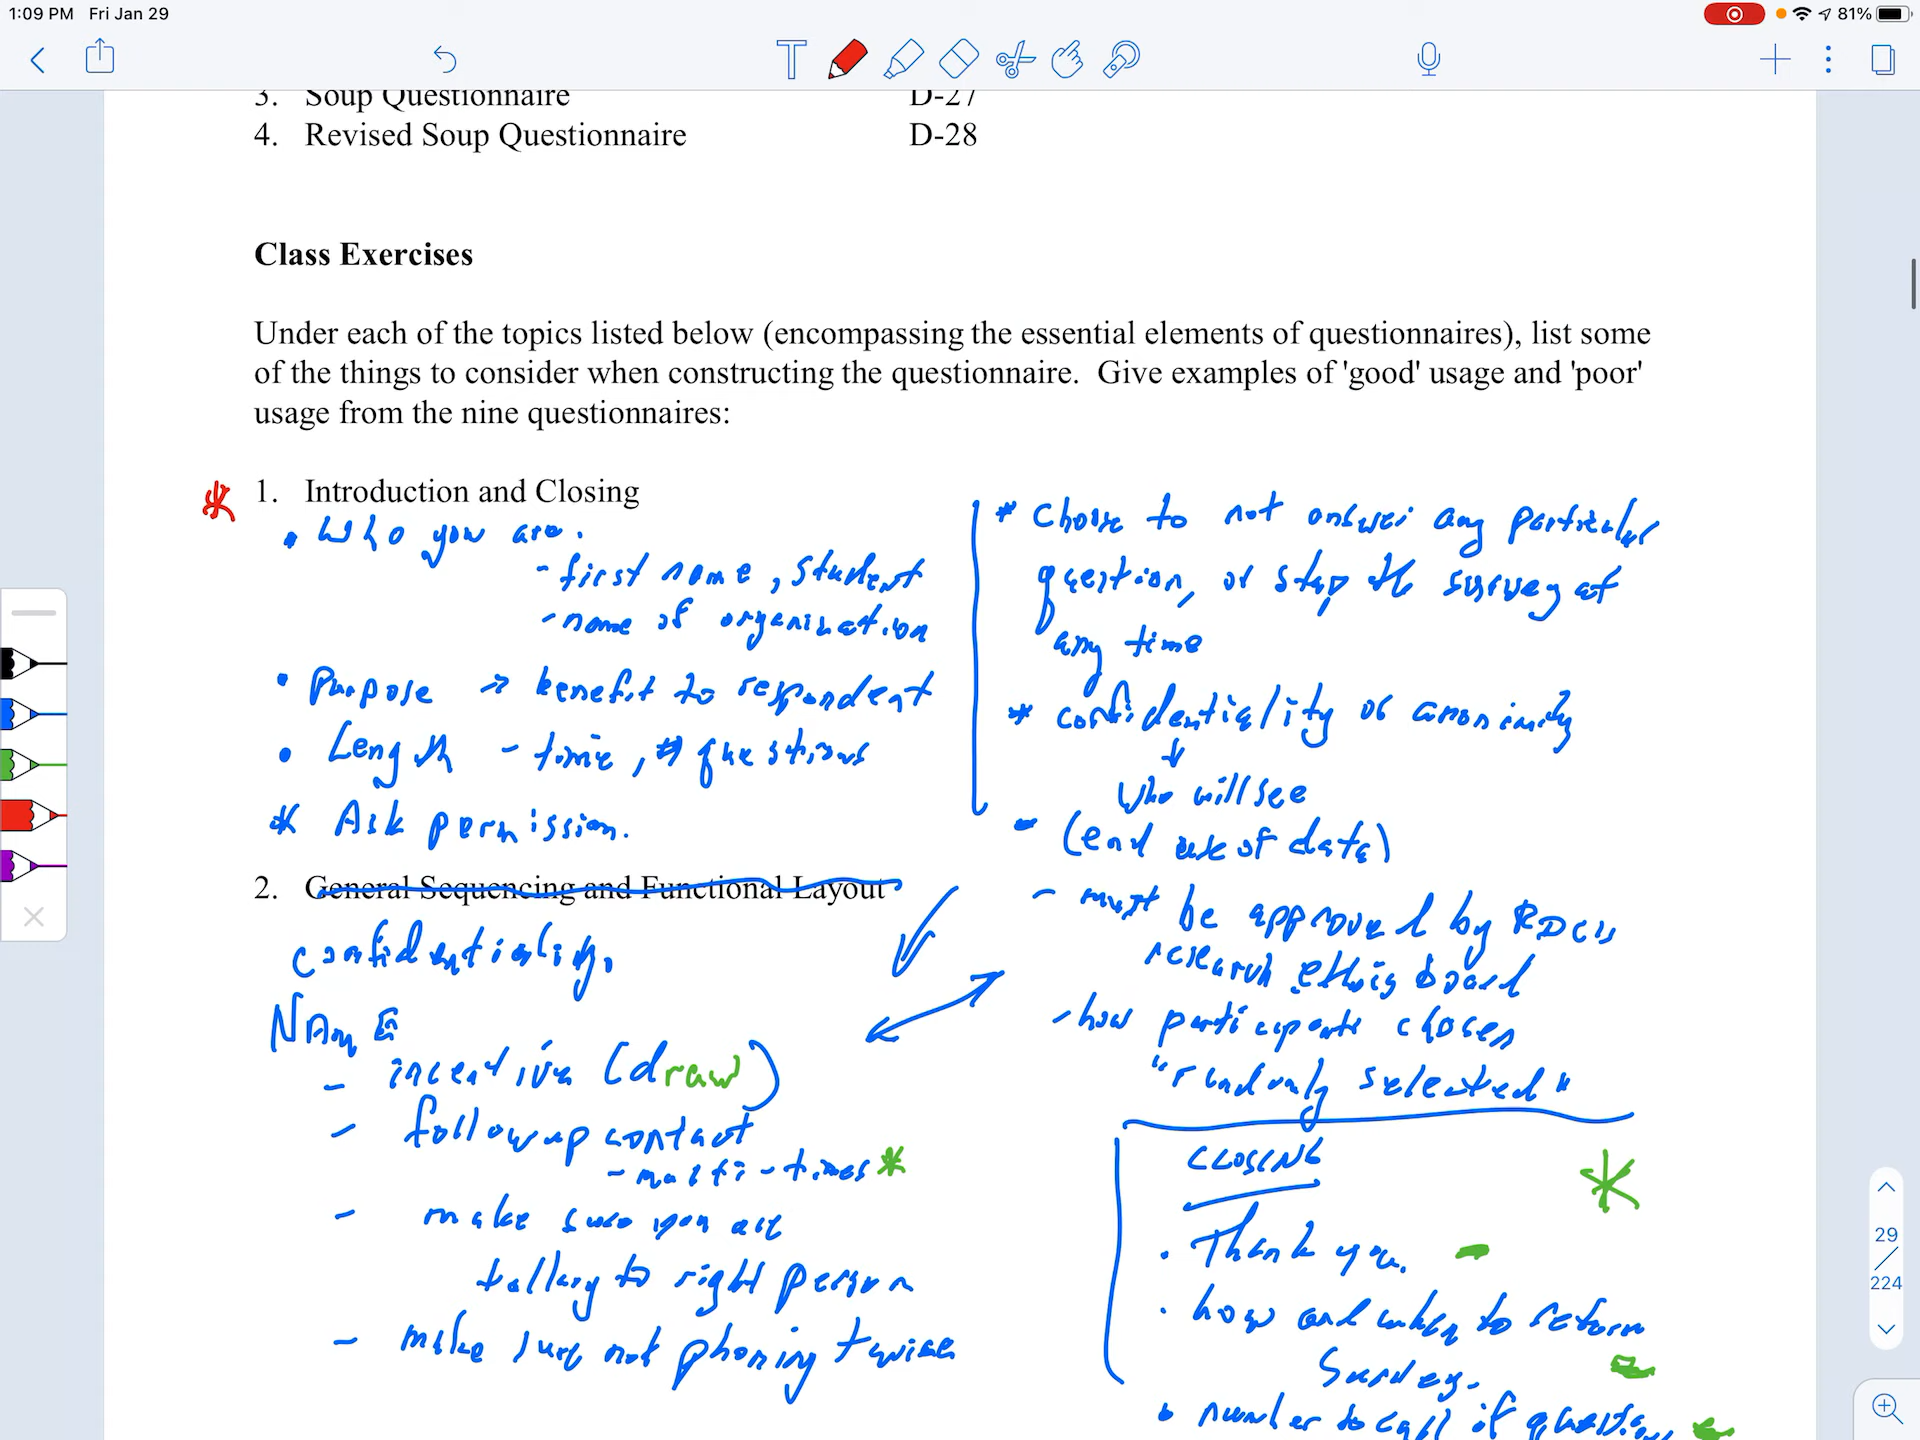 1:09 PM Fri Jan 29
81%
3. Soup Questionnaire D-27
4. Revised Soup Questionnaire D-28
Class Exercises
Under each of the topics listed below (encompassing the essential elements of questionnaires), list some
of the things to consider when constructing the questionnaire. Give examples of 'good' usage and 'poor'
usage from the nine questionnaires:
* 1. Introduction and Closing
• Who you are.
- first name, student
- name of organization
• Purpose → benefit to respondent
• Length - time, # questions
* Ask permission.
2. General Sequencing and Functional Layout
confidentiality.
NAME
- incentive (draw)
- follow up contact
- multi-times *
- make sure you are
talking to right person
- make sure not phoning twice
* Choose to not answer any particular
question, or stop the survey at
any time
* confidentiality or anonimity
↓
who will see
- (end use of data)
- must be approved by RDC's
research ethics board
- how participants chosen
"randomly selected"
CLOSING
*
• Thank you.
• how and when to return
Survey.
• number to call if question
29
/
224